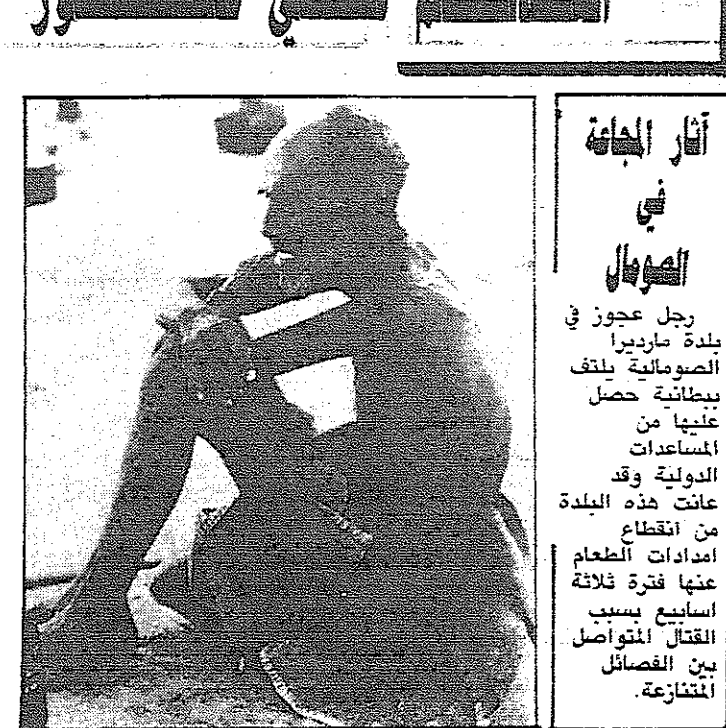 آثار المجاعة
في
الصومال
رجل عجوز في
بلدة مارديرا
الصومالية يلتف
ببطانية حصل
عليها من
المساعدات
الدولية وقد
عانت هذه البلدة
من انقطاع
امدادات الطعام
عنها فترة ثلاثة
اسابيع بسبب
القتال المتواصل
بين الفصائل
المتنازعة.